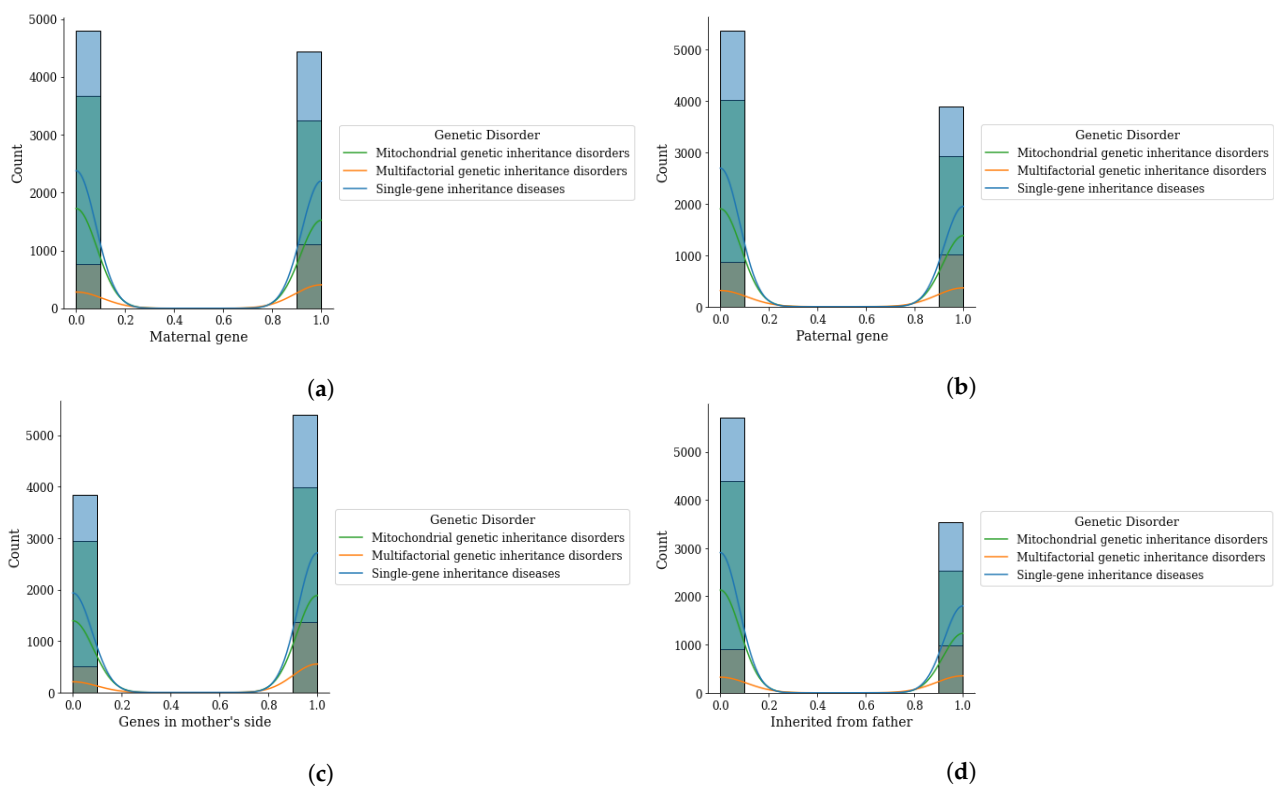 5000
4000
3000
2000
1000
0
Count
0.0 0.2 0.4 0.6 0.8 1.0
Maternal gene
Genetic Disorder
Mitochondrial genetic inheritance disorders
Multifactorial genetic inheritance disorders
Single-gene inheritance diseases
(a)
5000
4000
3000
2000
1000
0
Count
0.0 0.2 0.4 0.6 0.8 1.0
Paternal gene
Genetic Disorder
Mitochondrial genetic inheritance disorders
Multifactorial genetic inheritance disorders
Single-gene inheritance diseases
(b)
5000
4000
3000
2000
1000
0
Count
0.0 0.2 0.4 0.6 0.8 1.0
Genes in mother's side
Genetic Disorder
Mitochondrial genetic inheritance disorders
Multifactorial genetic inheritance disorders
Single-gene inheritance diseases
(c)
5000
4000
3000
2000
1000
0
Count
0.0 0.2 0.4 0.6 0.8 1.0
Inherited from father
Genetic Disorder
Mitochondrial genetic inheritance disorders
Multifactorial genetic inheritance disorders
Single-gene inheritance diseases
(d)